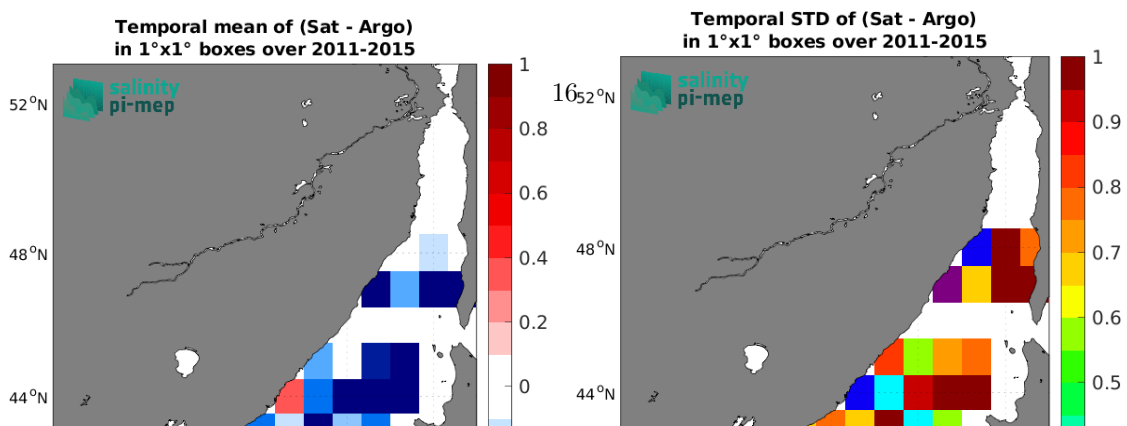 Temporal mean of (Sat - Argo)
in 1°x1° boxes over 2011-2015
salinity
pi-mep
52°N
48°N
44°N
1
0.8
0.6
0.4
0.2
0
16
Temporal STD of (Sat - Argo)
in 1°x1° boxes over 2011-2015
salinity
pi-mep
52°N
48°N
44°N
1
0.9
0.8
0.7
0.6
0.5